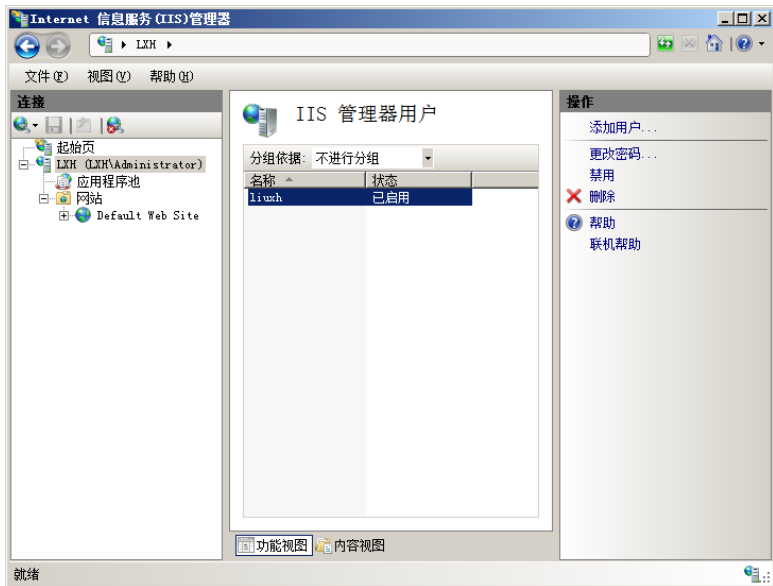 Internet 信息服务(IIS)管理器
LXH
文件(F) 视图(V) 帮助(H)
连接
起始页
LXH (LXH\Administrator)
应用程序池
网站
Default Web Site
IIS 管理器用户
分组依据: 不进行分组
名称 状态
liuxh 已启用
功能视图 内容视图
操作
添加用户...
更改密码...
禁用
删除
帮助
联机帮助
就绪